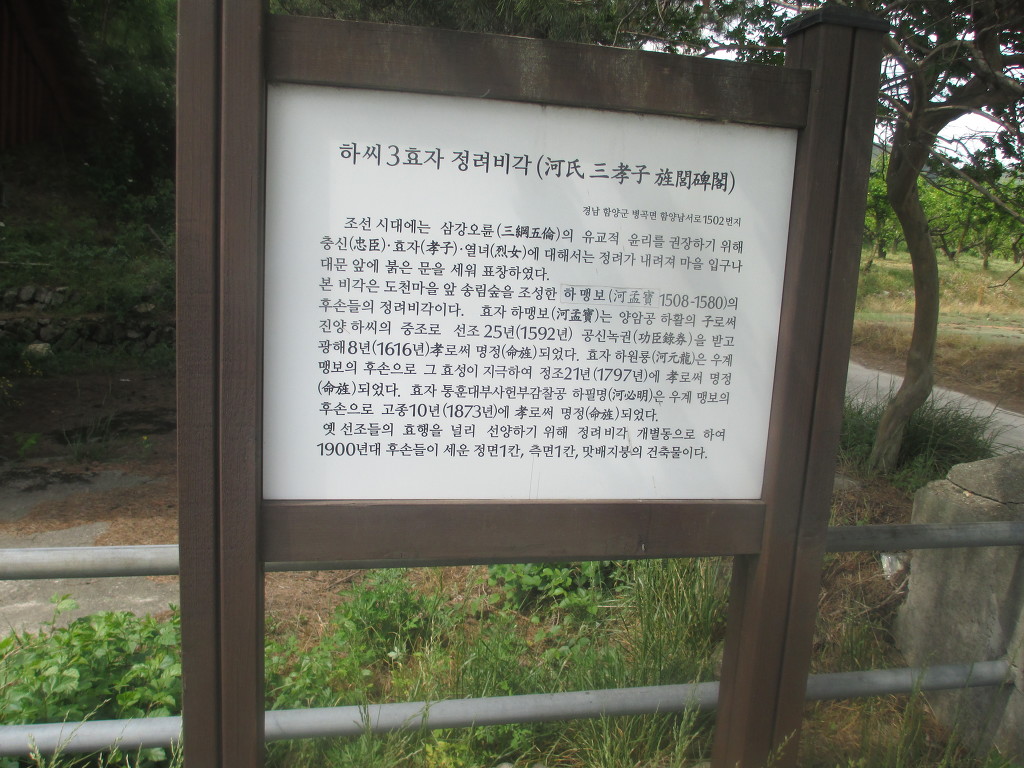 하씨 3효자 정려비각 (河氏 三孝子 旌閭碑閣)
경남 함양군 병곡면 함양남서로 1502번지
조선 시대에는 삼강오륜(三綱五倫)의 유교적 윤리를 권장하기 위해
충신(忠臣)·효자(孝子)·열녀(烈女)에 대해서는 정려가 내려져 마을 입구나
대문 앞에 붉은 문을 세워 표창하였다.
본 비각은 도천마을 앞 송림숲을 조성한 하맹보(河孟寶 1508-1580)의
후손들의 정려비각이다. 효자 하맹보(河孟寶)는 양암공 하활의 子로써
진양 하씨의 중조로 선조 25년(1592년) 공신녹권(功臣錄券)을 받고
광해8년(1616년)孝로써 명정(命旌)되었다. 효자 하원룡(河元龍)은 우계
맹보의 후손으로 그 효성이 지극하여 정조21년(1797년)에 孝로써 명정
(命旌)되었다. 효자 통훈대부사헌부감찰공 하필명(河必明)은 우계 맹보의
후손으로 고종10년(1873년)에 孝로써 명정(命旌)되었다.
옛 선조들의 효행을 널리 선양하기 위해 정려비각 개별동으로 하여
1900년대 후손들이 세운 정면1칸, 측면1칸, 맛배지붕의 건축물이다.